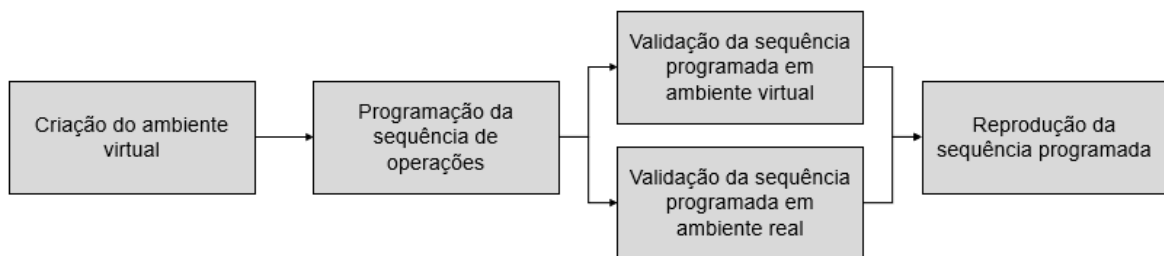 Criação do ambiente
virtual
Programação da
sequência de
operações
Validação da sequência
programada em
ambiente virtual
Validação da sequência
programada em
ambiente real
Reprodução da
sequência programada